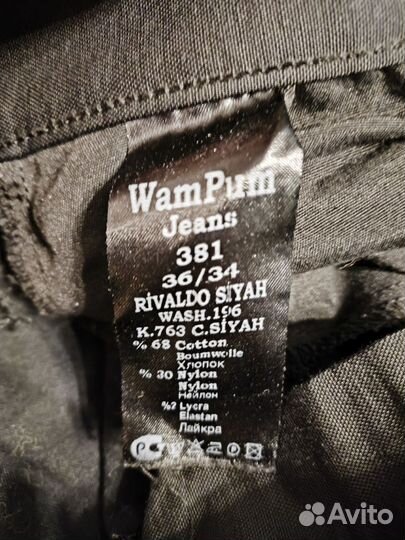 WamPum
Jeans
381
36/34
RİVALDO SİYAH
WASH.196
K.763 C.SİYAH
% 68 Cotton
Boumwolle
Хлопок
% 30 Nylon
Nylon
Нейлон
%2 Lycra
Elastan
Лайкра
Avito